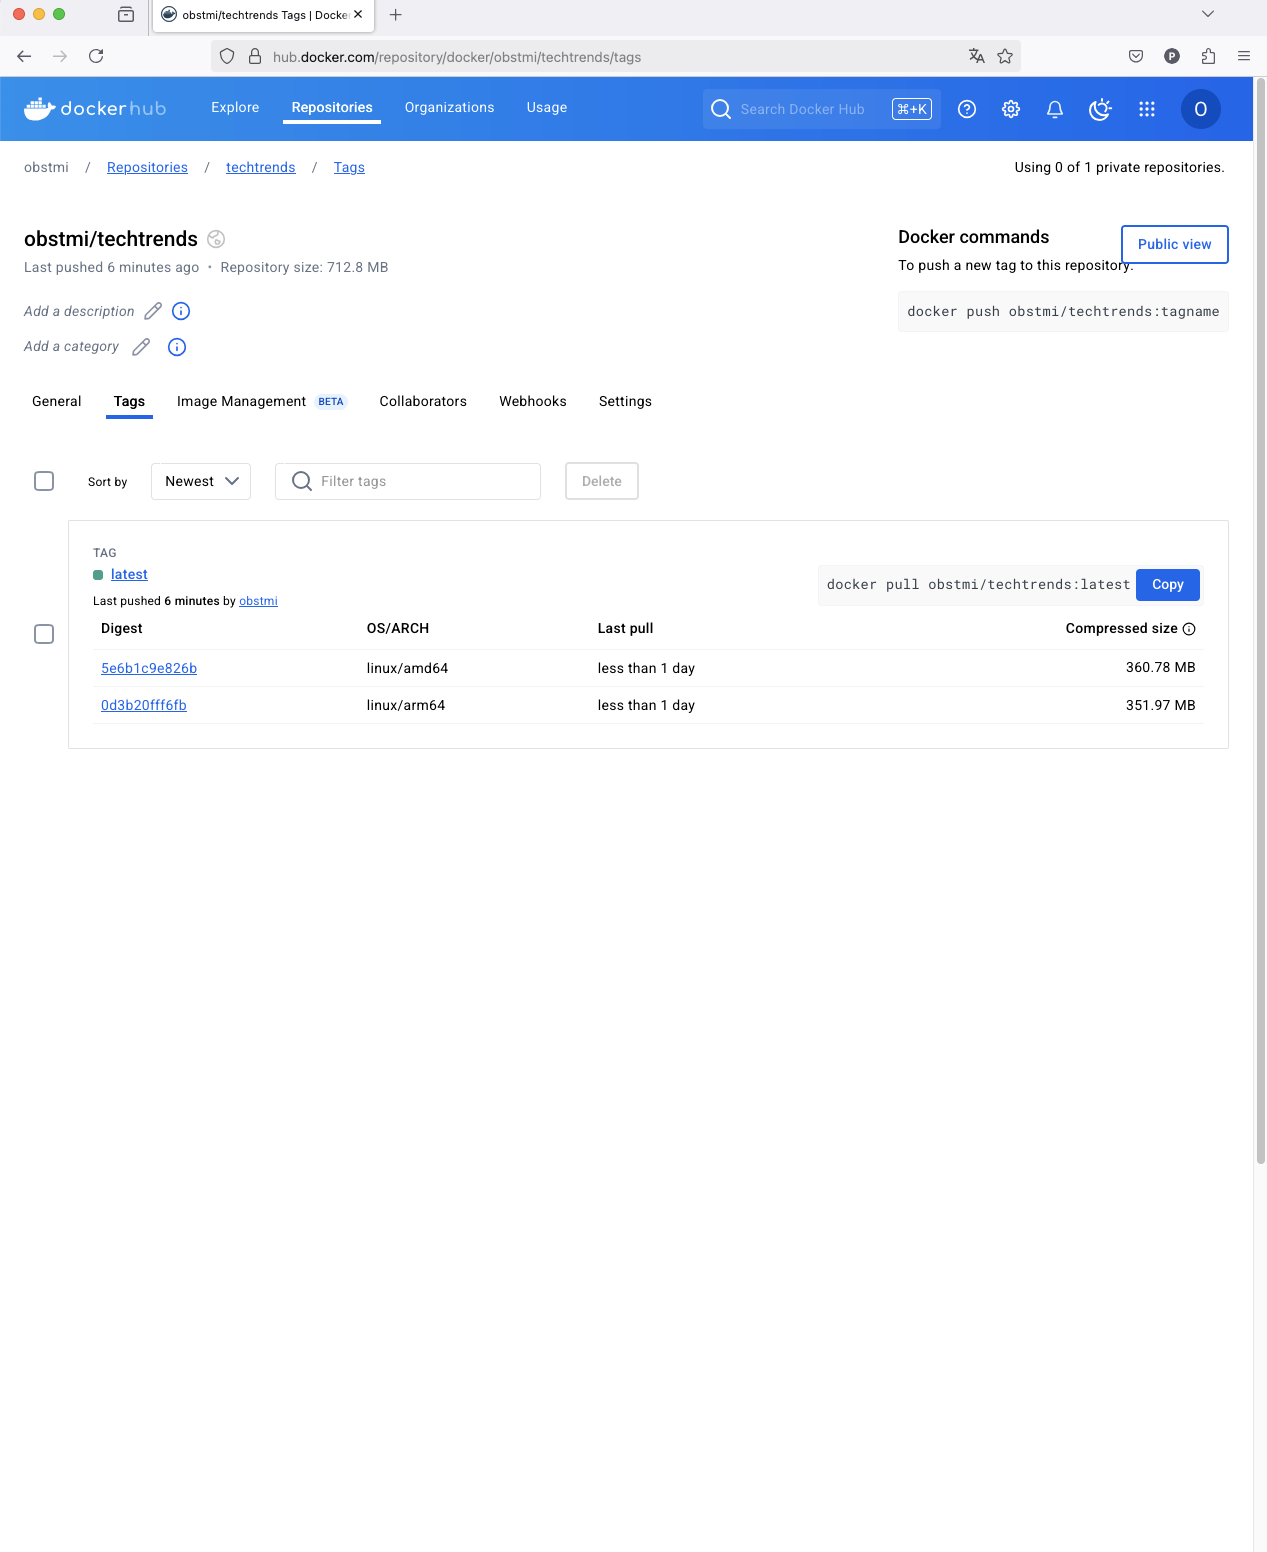 obstmi/techtrends Tags | Docke
hub.docker.com/repository/docker/obstmi/techtrends/tags
P
dockerhub
Explore Repositories Organizations Usage
Search Docker Hub ⌘+K
O
obstmi / Repositories / techtrends / Tags
Using 0 of 1 private repositories.
obstmi/techtrends
Last pushed 6 minutes ago • Repository size: 712.8 MB
Add a description
Add a category
Docker commands
Public view
To push a new tag to this repository:
docker push obstmi/techtrends:tagname
General Tags Image Management BETA Collaborators Webhooks Settings
Sort by Newest Filter tags Delete
TAG
latest
Last pushed 6 minutes by obstmi
docker pull obstmi/techtrends:latest Copy
Digest OS/ARCH Last pull Compressed size
5e6b1c9e826b linux/amd64 less than 1 day 360.78 MB
0d3b20fff6fb linux/arm64 less than 1 day 351.97 MB